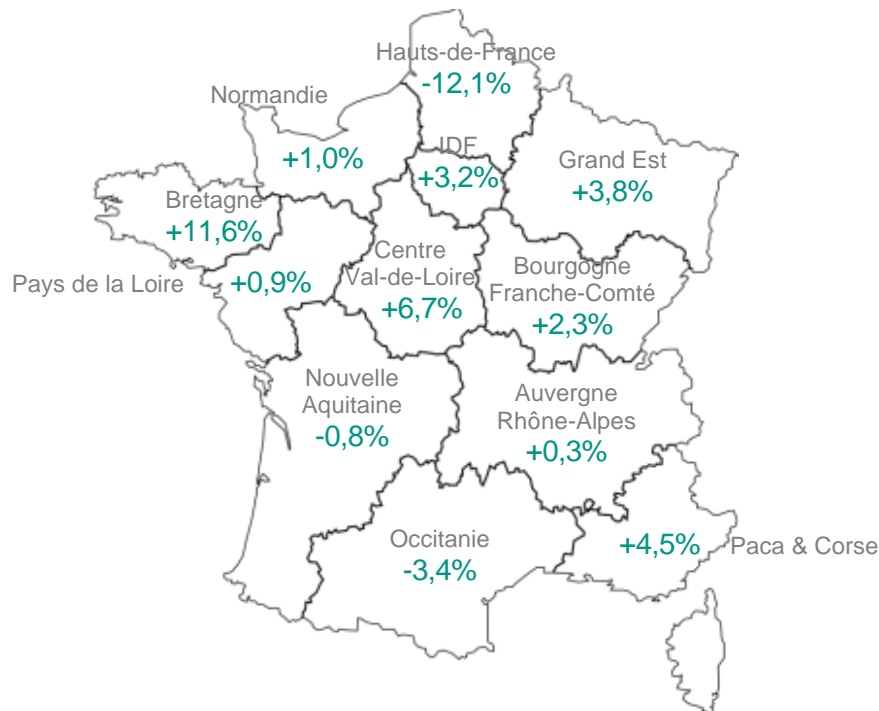 Hauts-de-France
-12,1%
Normandie
+1,0%
IDF
+3,2%
Grand Est
+3,8%
Bretagne
+11,6%
Pays de la Loire
+0,9%
Centre
Val-de-Loire
+6,7%
Bourgogne
Franche-Comté
+2,3%
Nouvelle
Aquitaine
-0,8%
Auvergne
Rhône-Alpes
+0,3%
Occitanie
-3,4%
+4,5%
Paca & Corse